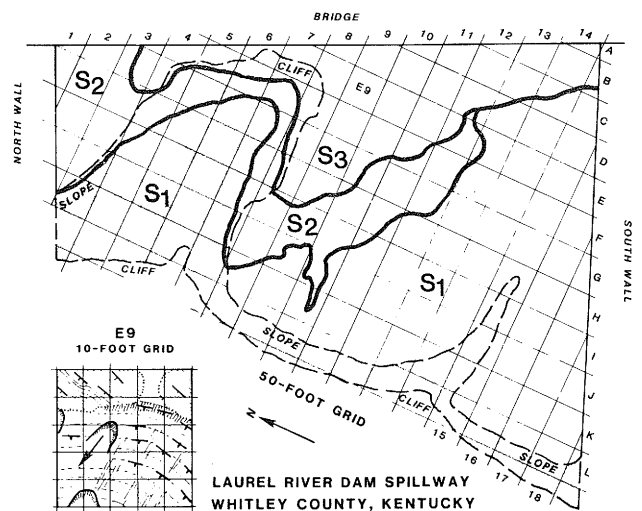 BRIDGE
1 2 3 4 5 6 7 8 9 10 11 12 13 14
A
B
C
D
E
F
G
H
I
J
K
L
NORTH WALL
SOUTH WALL
CLIFF
E9
S2
S3
S1
SLOPE
S2
S1
CLIFF
SLOPE
CLIFF
SLOPE
15 16 17 18
50-FOOT GRID
N
E9
10-FOOT GRID
LAUREL RIVER DAM SPILLWAY
WHITLEY COUNTY, KENTUCKY